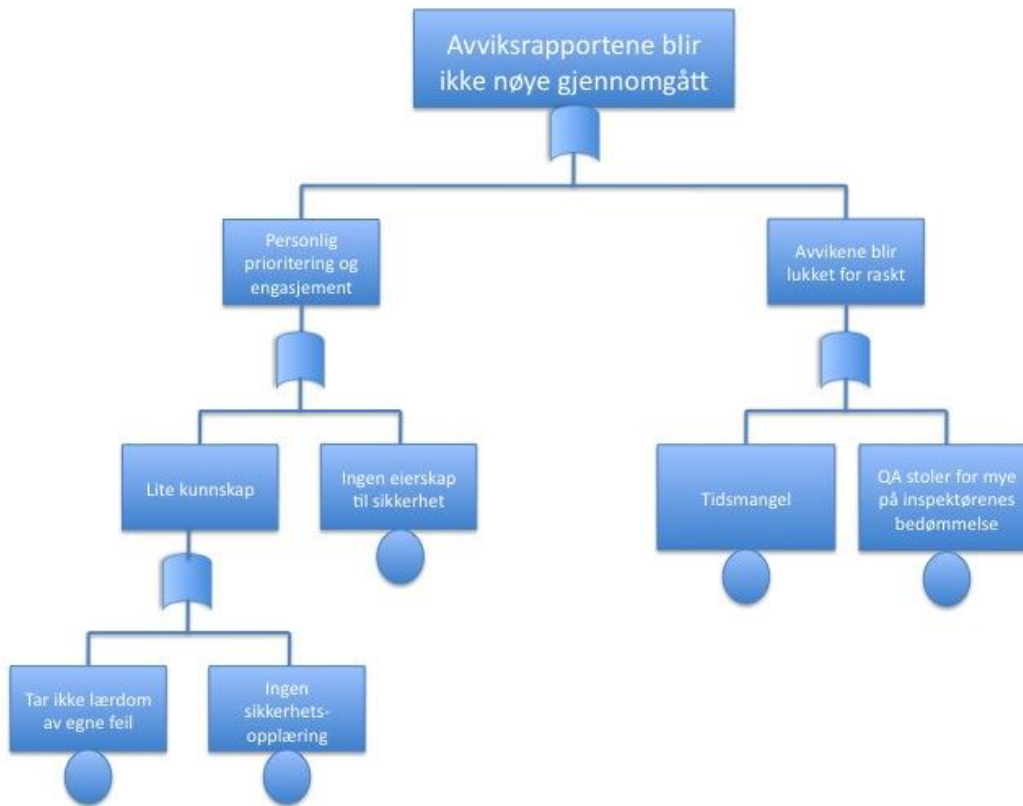 Avviksrapportene blir
ikke nøye gjennomgått
Personlig
prioritering og
engasjement
Avvikene blir
lukket for raskt
Lite kunnskap
Ingen eierskap
til sikkerhet
Tidsmangel
QA stoler for mye
på inspektørenes
bedømmelse
Tar ikke lærdom
av egne feil
Ingen
sikkerhets-
opplæring